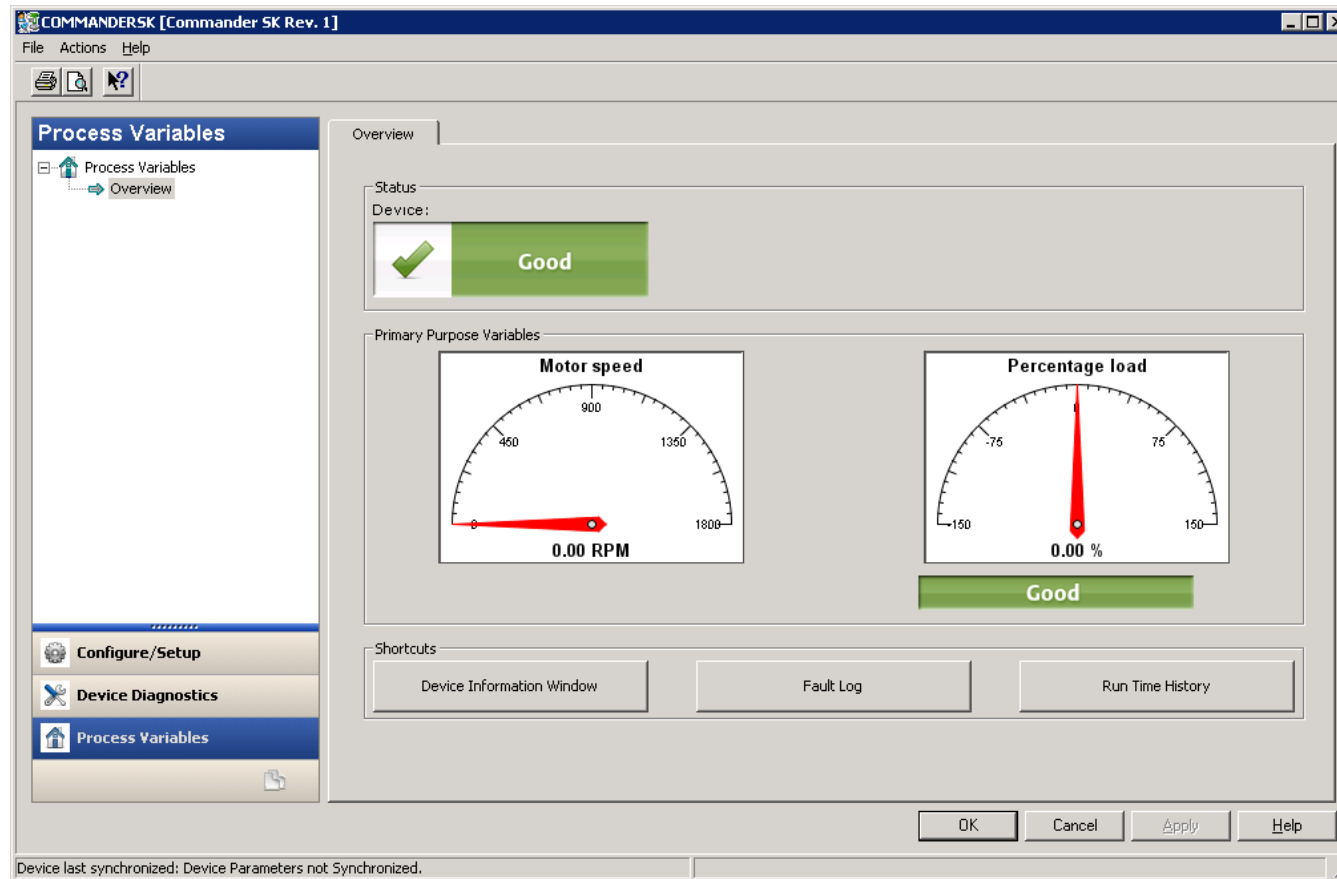 COMMANDERSK [Commander SK Rev. 1]
File Actions Help
Process Variables
Process Variables
Overview
Configure/Setup
Device Diagnostics
Process Variables
Overview
Status
Device:
Good
Primary Purpose Variables
Motor speed
0
450
900
1350
1800
0.00 RPM
Percentage load
-150
-75
0
75
150
0.00 %
Good
Shortcuts
Device Information Window
Fault Log
Run Time History
OK
Cancel
Apply
Help
Device last synchronized: Device Parameters not Synchronized.